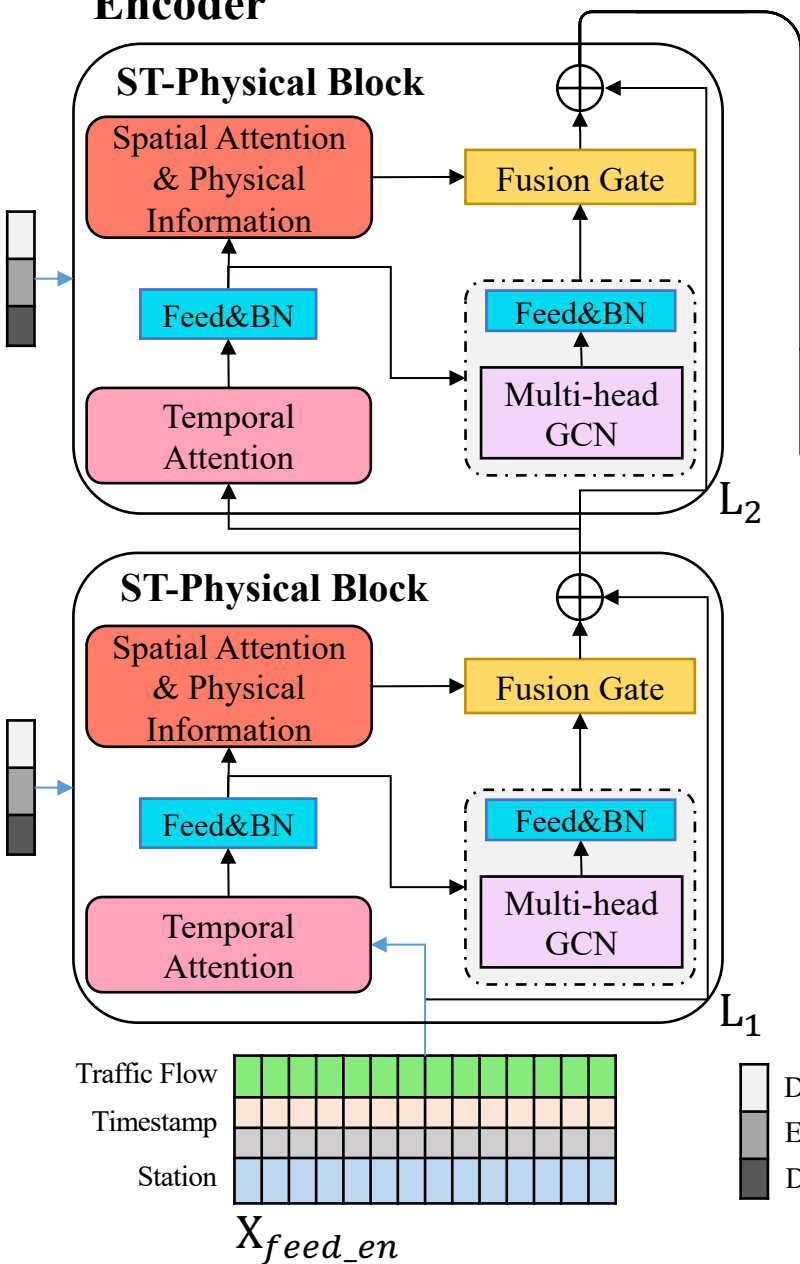 Encoder
ST-Physical Block
Spatial Attention
& Physical
Information
Fusion Gate
Feed&BN
Feed&BN
Temporal
Attention
Multi-head
GCN
L₂
ST-Physical Block
Spatial Attention
& Physical
Information
Fusion Gate
Feed&BN
Feed&BN
Temporal
Attention
Multi-head
GCN
L₁
Traffic Flow
Timestamp
Station
D
E
D
X_feed_en